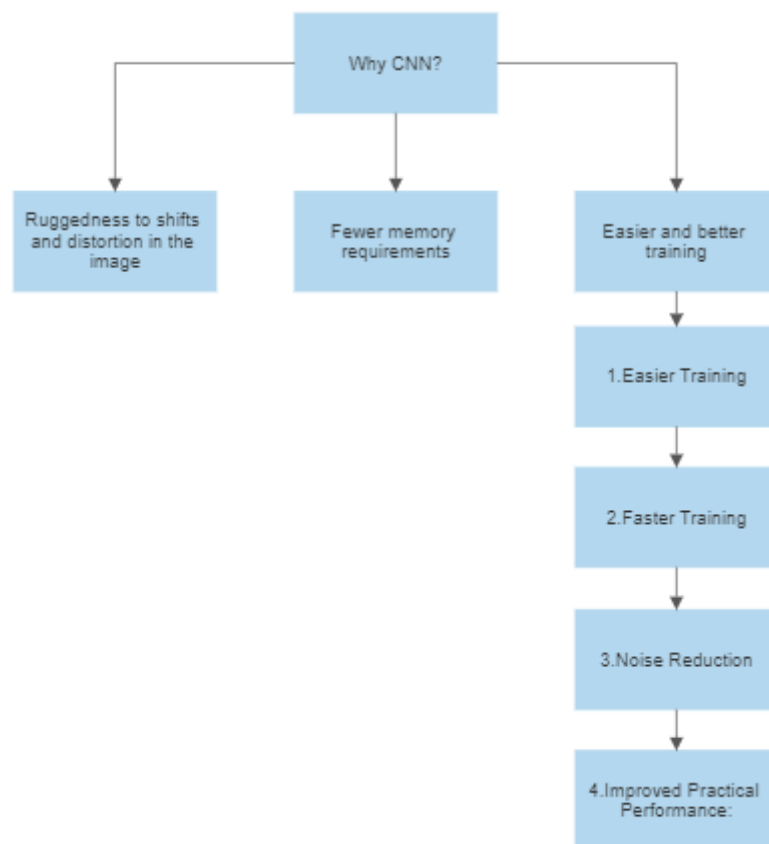 Why CNN?
Ruggedness to shifts
and distortion in the
image
Fewer memory
requirements
Easier and better
training
1.Easier Training
2.Faster Training
3.Noise Reduction
4.Improved Practical
Performance: